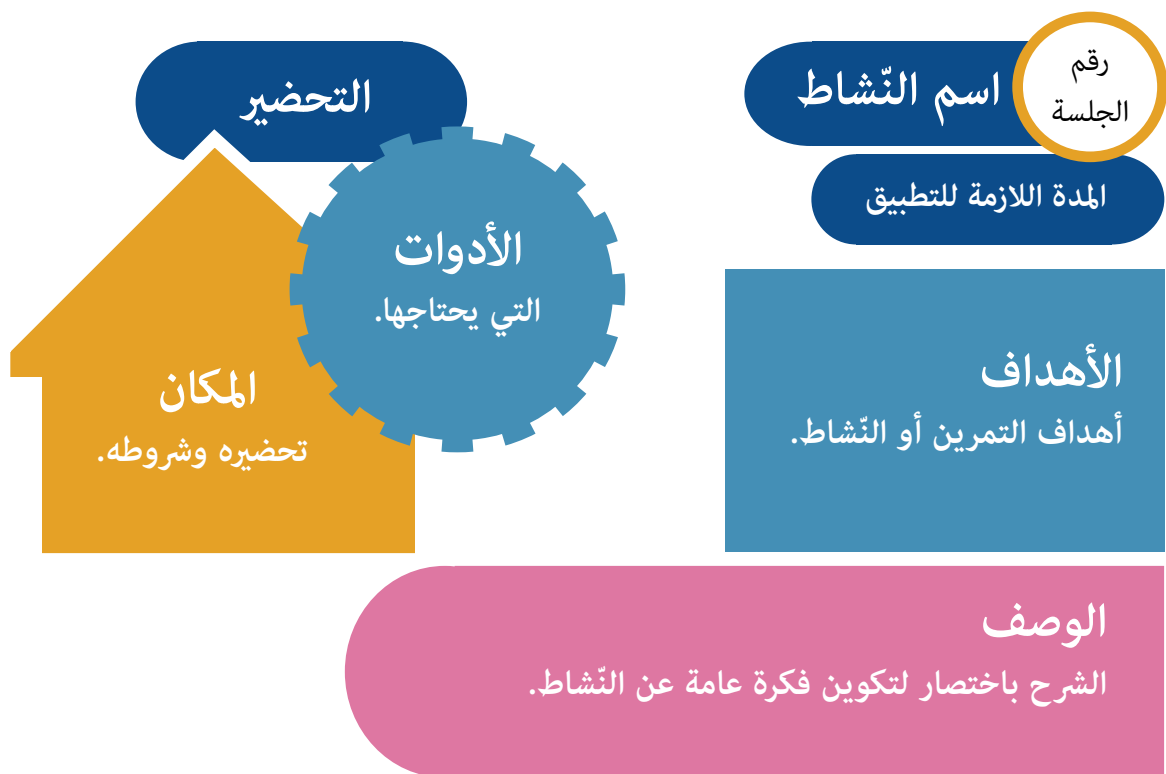 رقم
الجلسة
اسم النّشاط
المدة اللازمة للتطبيق
التحضير
الأدوات
التي يحتاجها.
المكان
تحضيره وشروطه.
الأهداف
أهداف التمرين أو النّشاط.
الوصف
الشرح باختصار لتكوين فكرة عامة عن النّشاط.